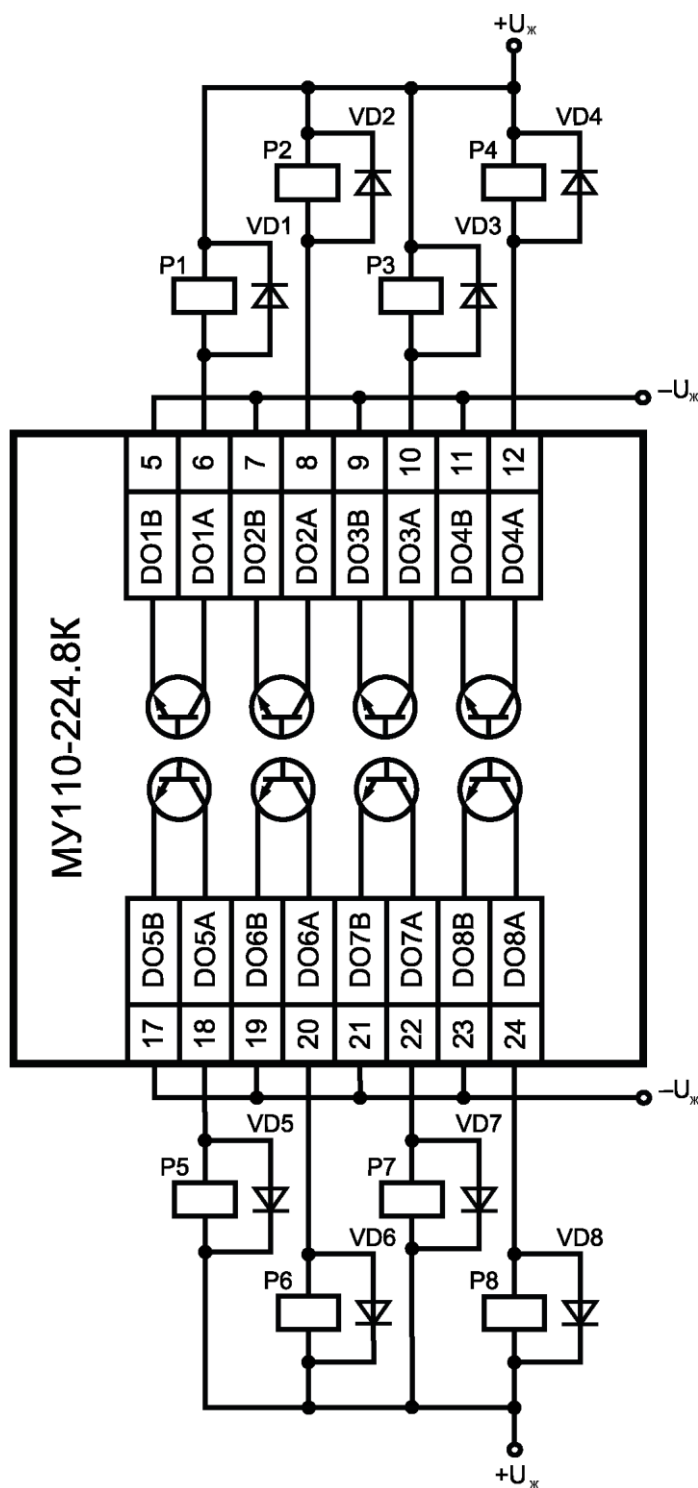 +Uж
VD2
VD4
P2
P4
VD1
VD3
P1
P3
–Uж
5 6 7 8 9 10 11 12
DO1B DO1A DO2B DO2A DO3B DO3A DO4B DO4A
МУ110-224.8К
DO5B DO5A DO6B DO6A DO7B DO7A DO8B DO8A
17 18 19 20 21 22 23 24
–Uж
VD5
VD7
P5
P7
VD6
VD8
P6
P8
+Uж